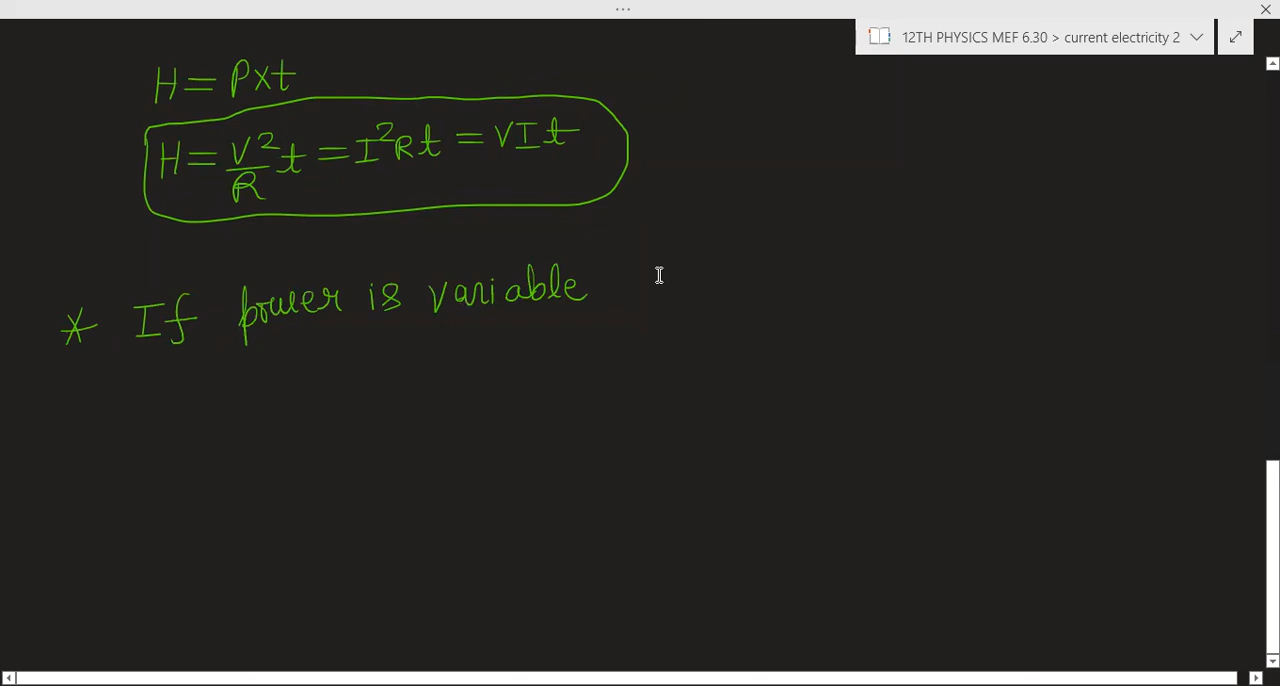 12TH PHYSICS MEF 6.30 > current electricity 2
H = P×t
H = V²/R t = I²Rt = VIt
* If power is variable